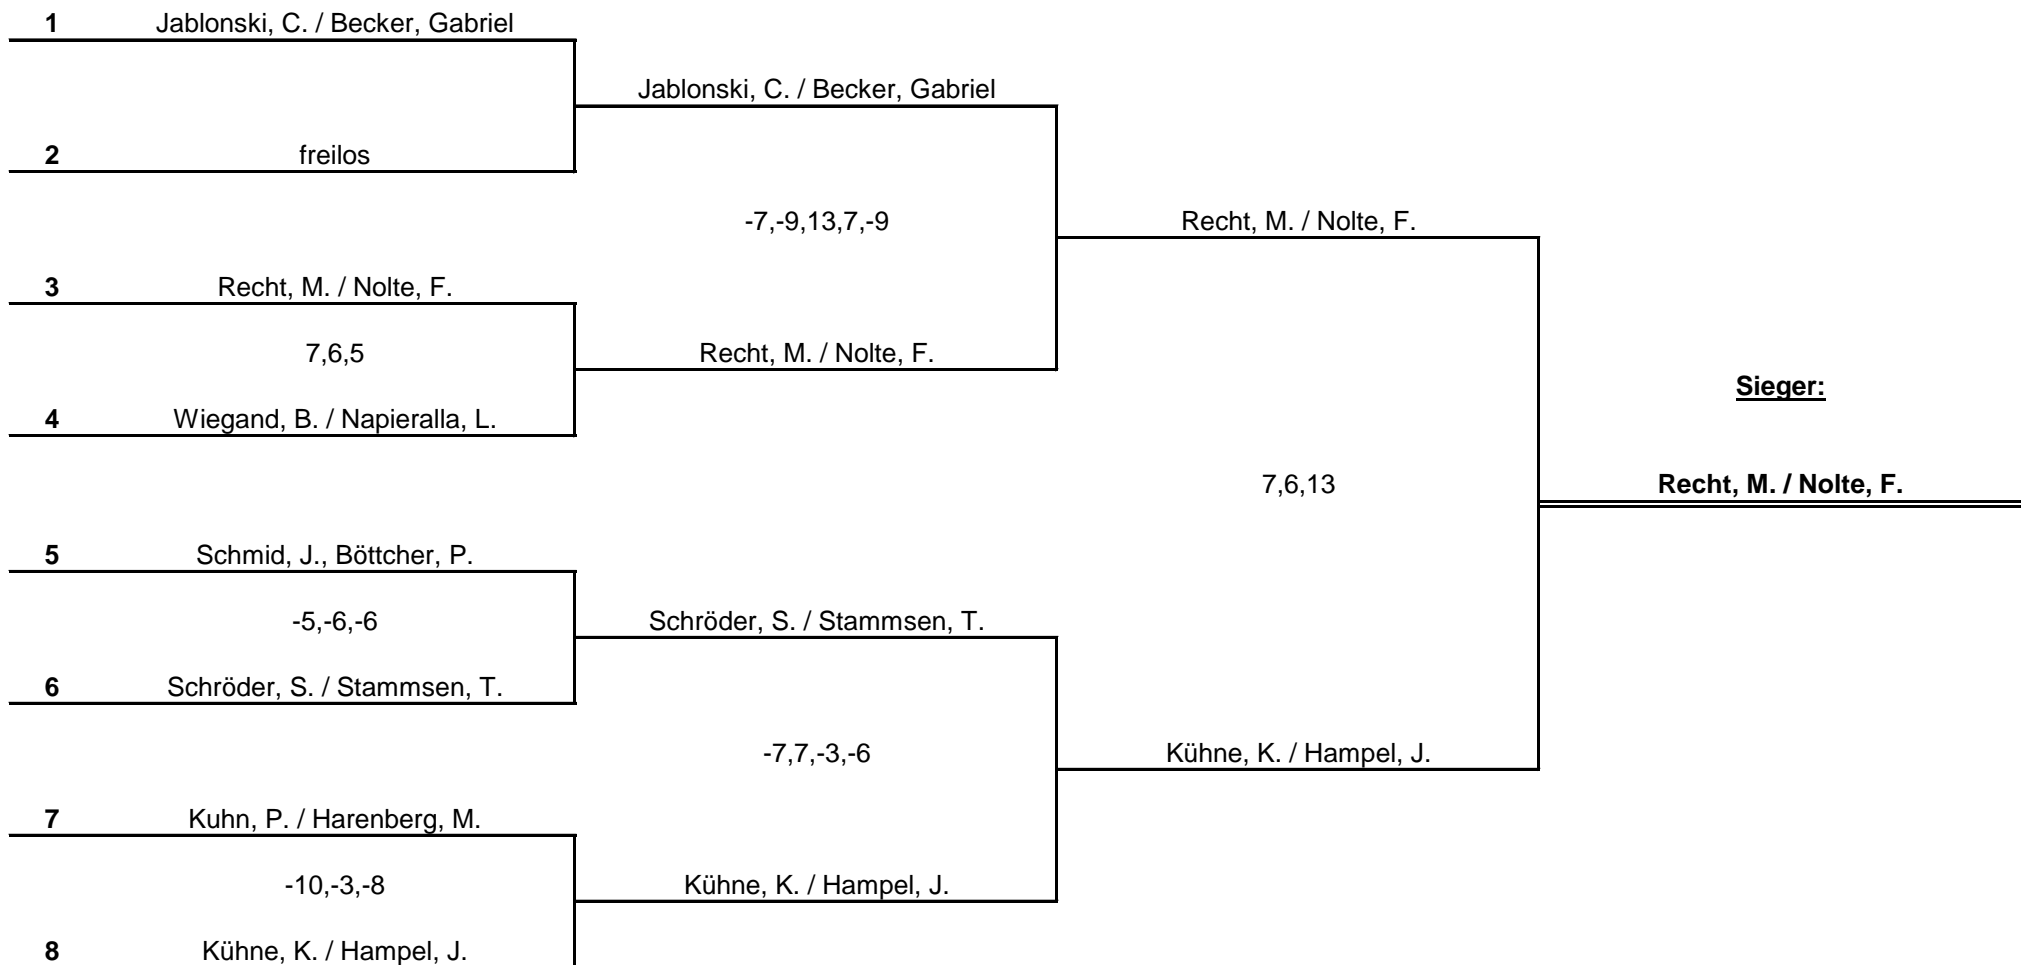 1 Jablonski, C. / Becker, Gabriel
Jablonski, C. / Becker, Gabriel
2 freilos
-7,-9,13,7,-9
Recht, M. / Nolte, F.
3 Recht, M. / Nolte, F.
7,6,5
Recht, M. / Nolte, F.
Sieger:
4 Wiegand, B. / Napieralla, L.
7,6,13
Recht, M. / Nolte, F.
5 Schmid, J., Böttcher, P.
-5,-6,-6
Schröder, S. / Stammsen, T.
6 Schröder, S. / Stammsen, T.
-7,7,-3,-6
Kühne, K. / Hampel, J.
7 Kuhn, P. / Harenberg, M.
-10,-3,-8
Kühne, K. / Hampel, J.
8 Kühne, K. / Hampel, J.